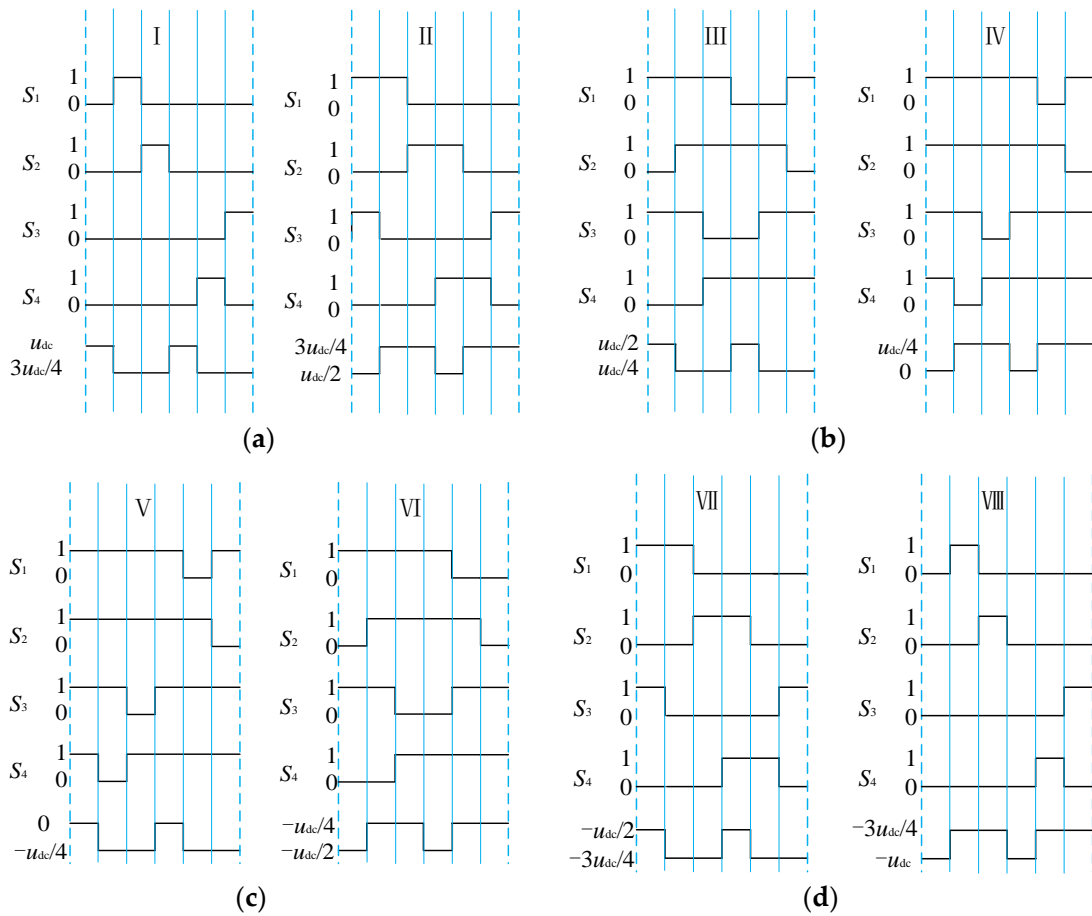 I II III IV
S1 1 0 S1 1 0 S1 1 0 S1 1 0
S2 1 0 S2 1 0 S2 1 0 S2 1 0
S3 1 0 S3 1 0 S3 1 0 S3 1 0
S4 1 0 S4 1 0 S4 1 0 S4 1 0
udc 3udc/4 udc/2 udc/4
3udc/4 udc/2 udc/4 0
(a) (b)
V VI VII VIII
S1 1 0 S1 1 0 S1 1 0 S1 1 0
S2 1 0 S2 1 0 S2 1 0 S2 1 0
S3 1 0 S3 1 0 S3 1 0 S3 1 0
S4 1 0 S4 1 0 S4 1 0 S4 1 0
0 −udc/4 −udc/2 −3udc/4
−udc/4 −udc/2 −3udc/4 −udc
(c) (d)